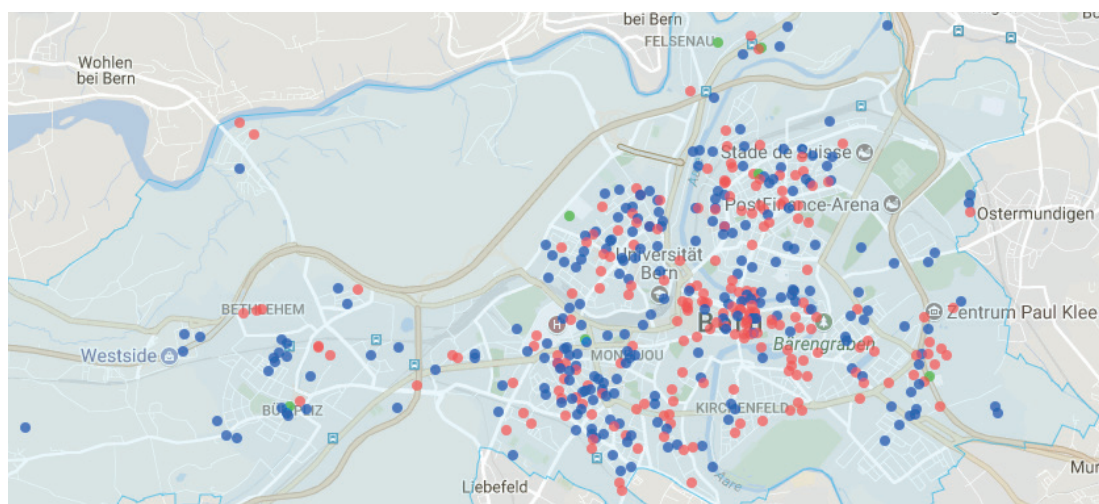 bei Bern
FELSENAU
Wohlen
bei Bern
Stade de Suisse
PostFinance-Arena
Ostermundigen
Universität
Bern
BETHLEHEM
Zentrum Paul Klee
Bern
Bärengraben
Westside
MONBIJOU
H
BÜMPLIZ
KIRCHENFELD
Aare
Liebefeld